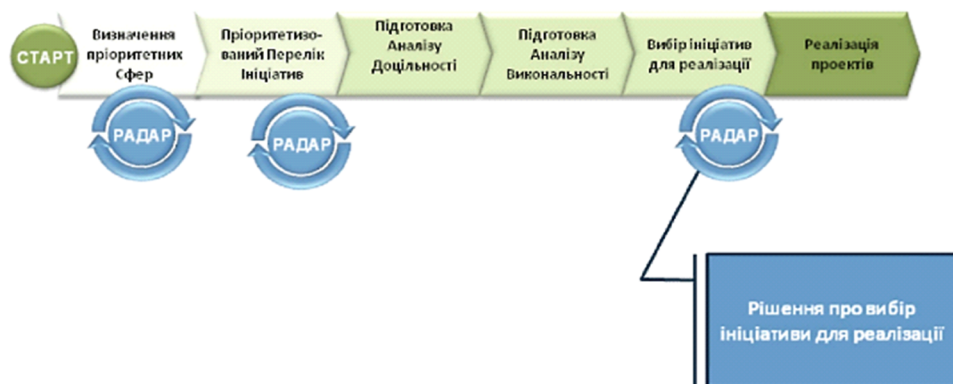 СТАРТ
Визначення
пріоритетних
Сфер
Пріоритетизо-
ваний Перелік
Ініціатив
Підготовка
Аналізу
Доцільності
Підготовка
Аналізу
Викональності
Вибір ініціатив
для реалізації
Реалізація
проектів
РАДАР
РАДАР
РАДАР
Рішення про вибір
ініціативи для реалізації